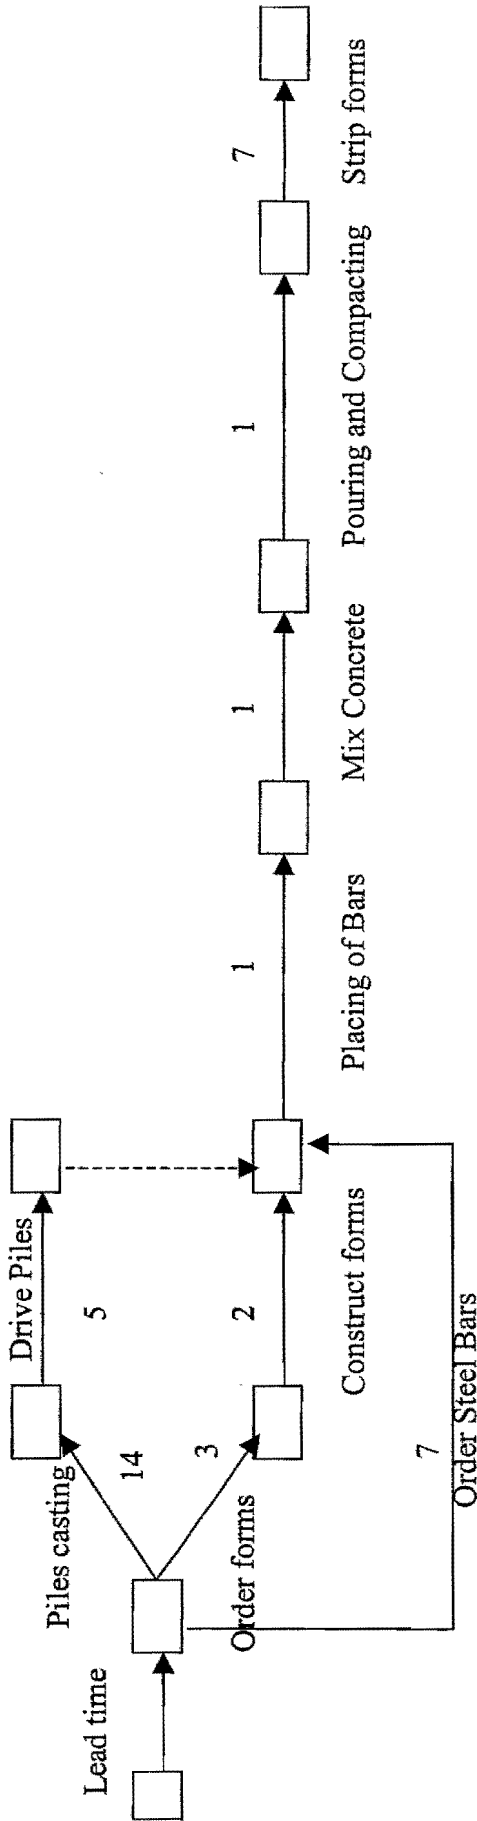 Lead time
Piles casting
14
Drive Piles
5
Order forms
3
2
Construct forms
7
Order Steel Bars
1
Placing of Bars
1
Mix Concrete
1
Pouring and Compacting
7
Strip forms